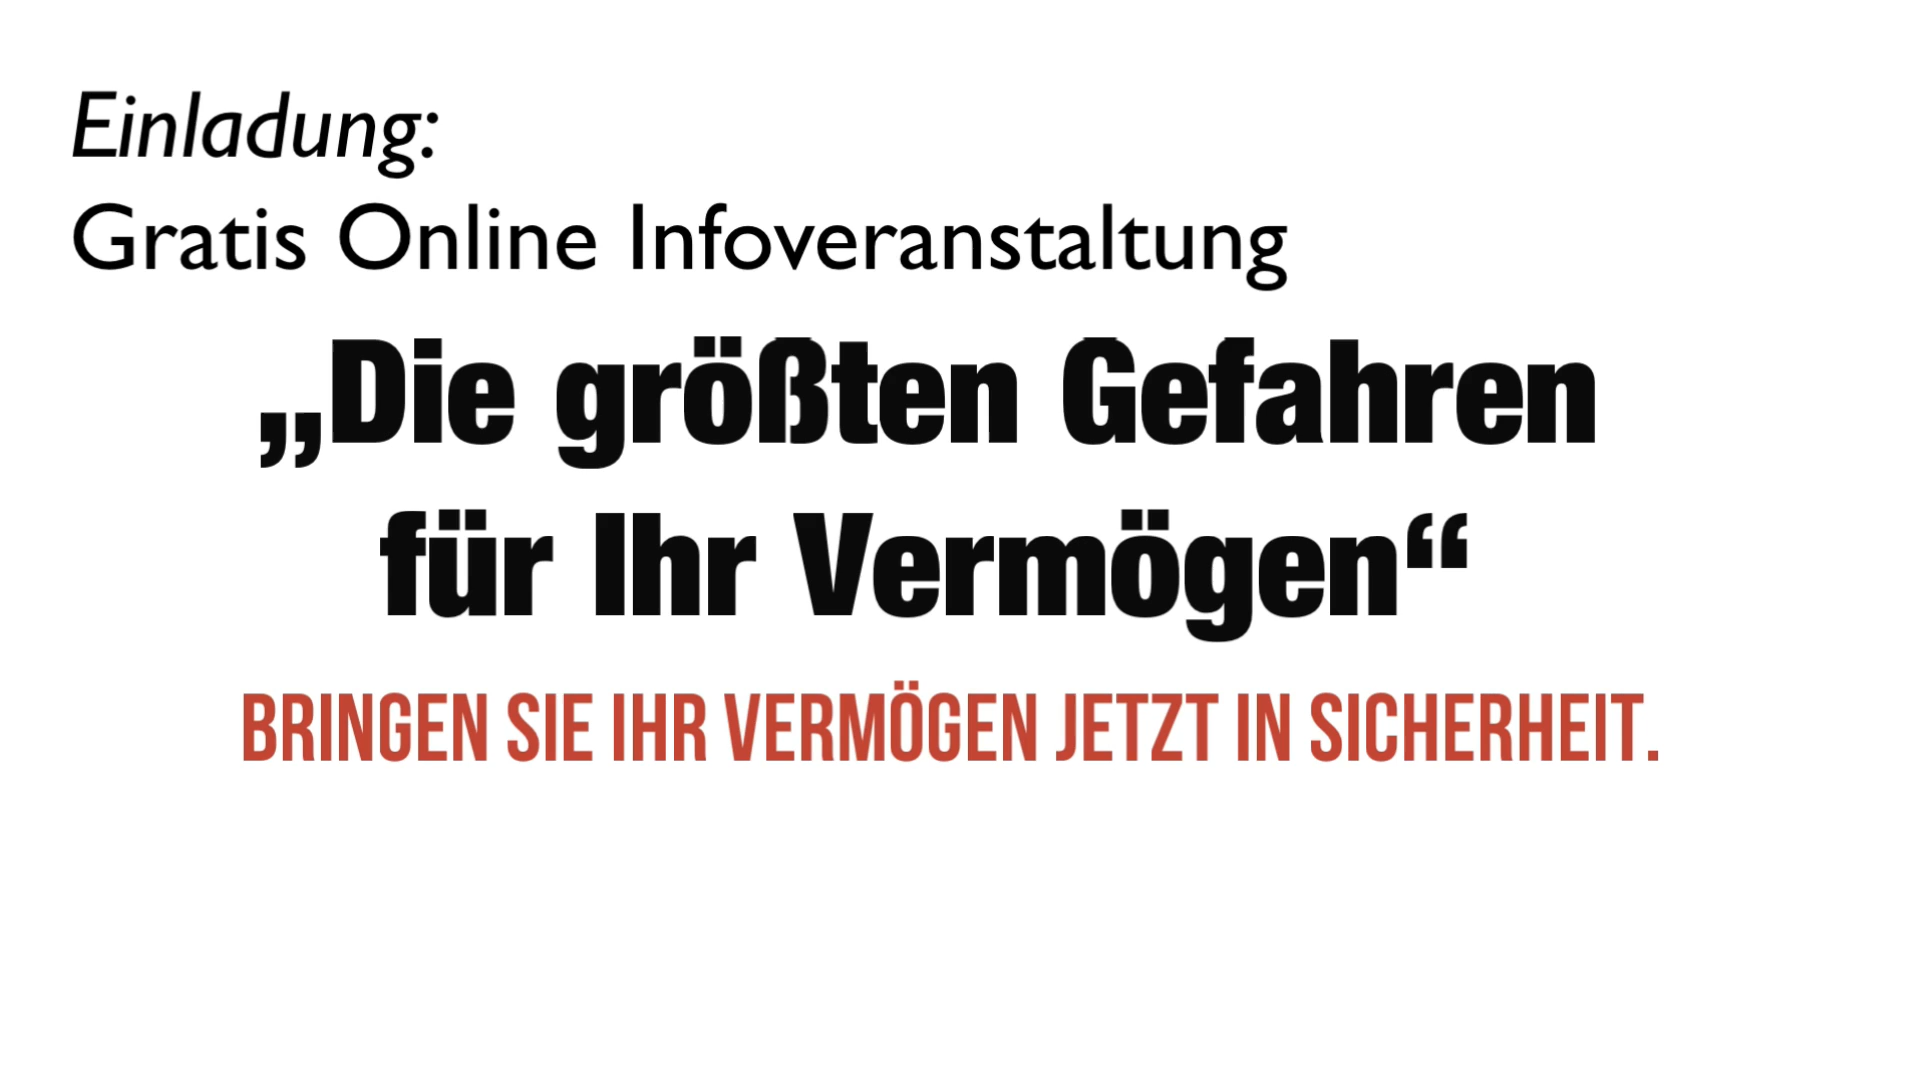 Einladung:
Gratis Online Infoveranstaltung
„Die größten Gefahren
für Ihr Vermögen“
BRINGEN SIE IHR VERMÖGEN JETZT IN SICHERHEIT.